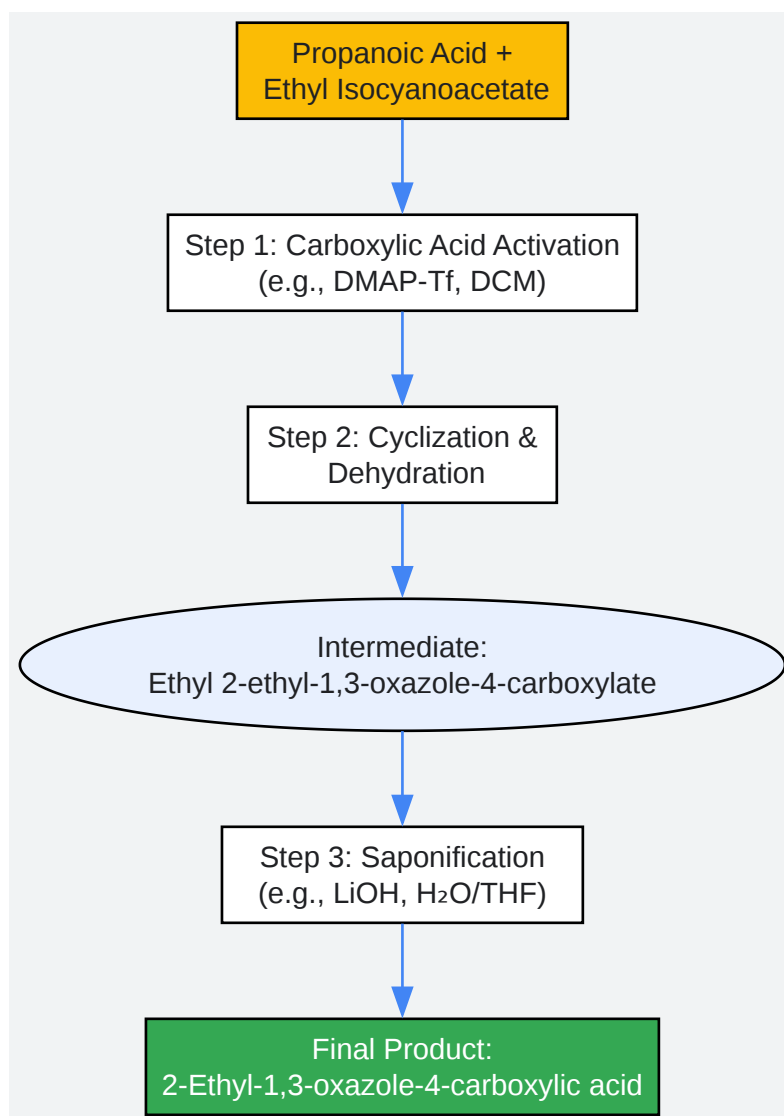 Propanoic Acid +
Ethyl Isocyanoacetate
Step 1: Carboxylic Acid Activation
(e.g., DMAP-Tf, DCM)
Step 2: Cyclization &
Dehydration
Intermediate:
Ethyl 2-ethyl-1,3-oxazole-4-carboxylate
Step 3: Saponification
(e.g., LiOH, H₂O/THF)
Final Product:
2-Ethyl-1,3-oxazole-4-carboxylic acid